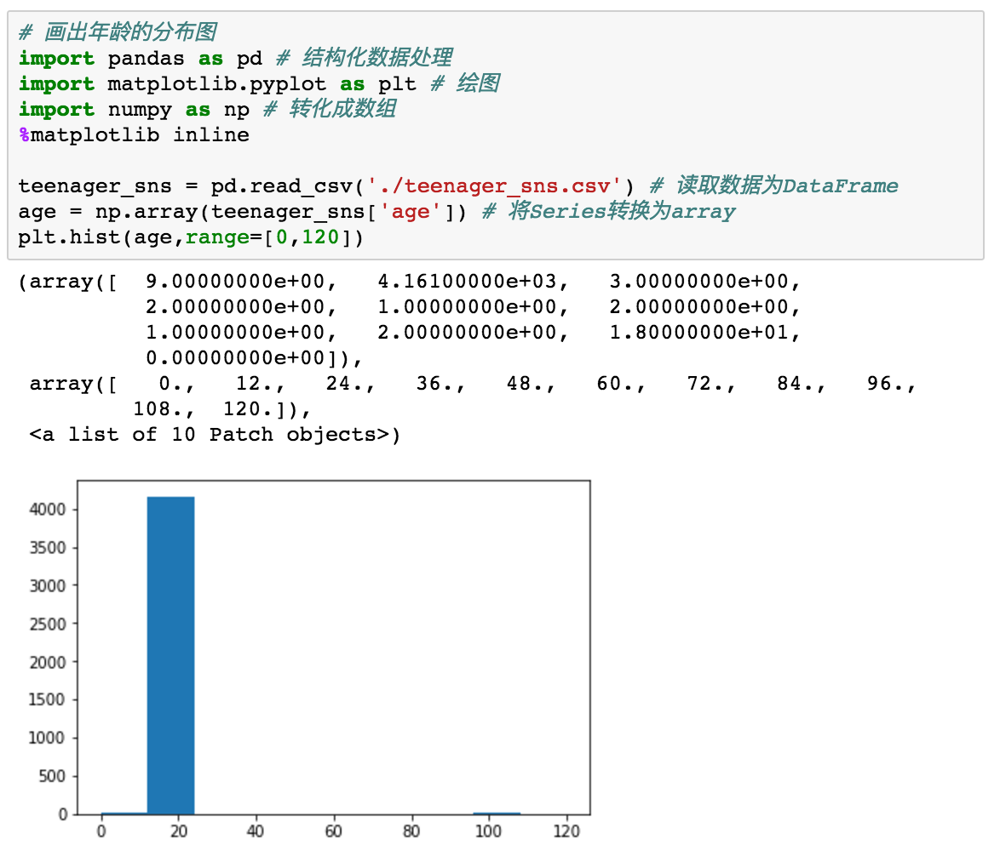 # 画出年龄的分布图
import pandas as pd # 结构化数据处理
import matplotlib.pyplot as plt # 绘图
import numpy as np # 转化成数组
%matplotlib inline
teenager_sns = pd.read_csv('./teenager_sns.csv') # 读取数据为DataFrame
age = np.array(teenager_sns['age']) # 将Series转换为array
plt.hist(age,range=[0,120])
(array([ 9.00000000e+00, 4.16100000e+03, 3.00000000e+00,
2.00000000e+00, 1.00000000e+00, 2.00000000e+00,
1.00000000e+00, 2.00000000e+00, 1.80000000e+01,
0.00000000e+00]),
array([ 0., 12., 24., 36., 48., 60., 72., 84., 96.,
108., 120.]),
<a list of 10 Patch objects>)
4000
3500
3000
2500
2000
1500
1000
500
0
0 20 40 60 80 100 120